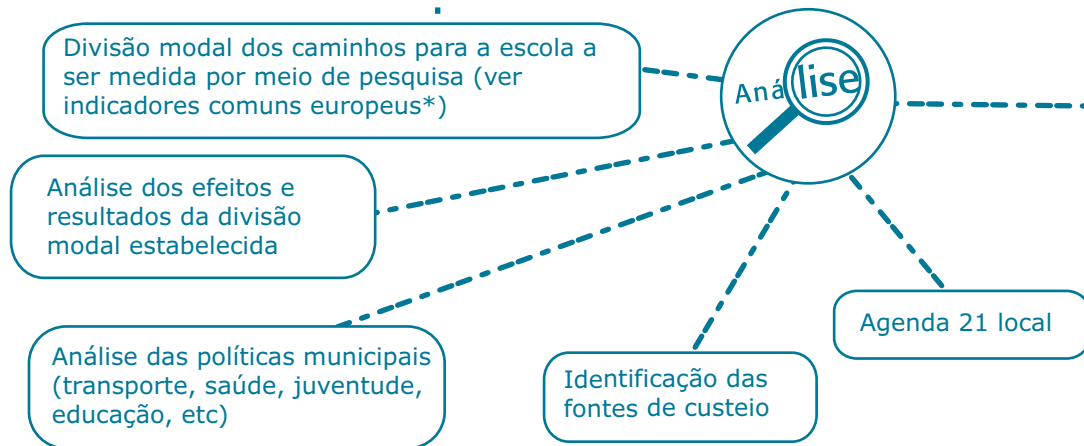 Divisão modal dos caminhos para a escola a
ser medida por meio de pesquisa (ver
indicadores comuns europeus*)
Análise
Análise dos efeitos e
resultados da divisão
modal estabelecida
Análise das políticas municipais
(transporte, saúde, juventude,
educação, etc)
Identificação das
fontes de custeio
Agenda 21 local